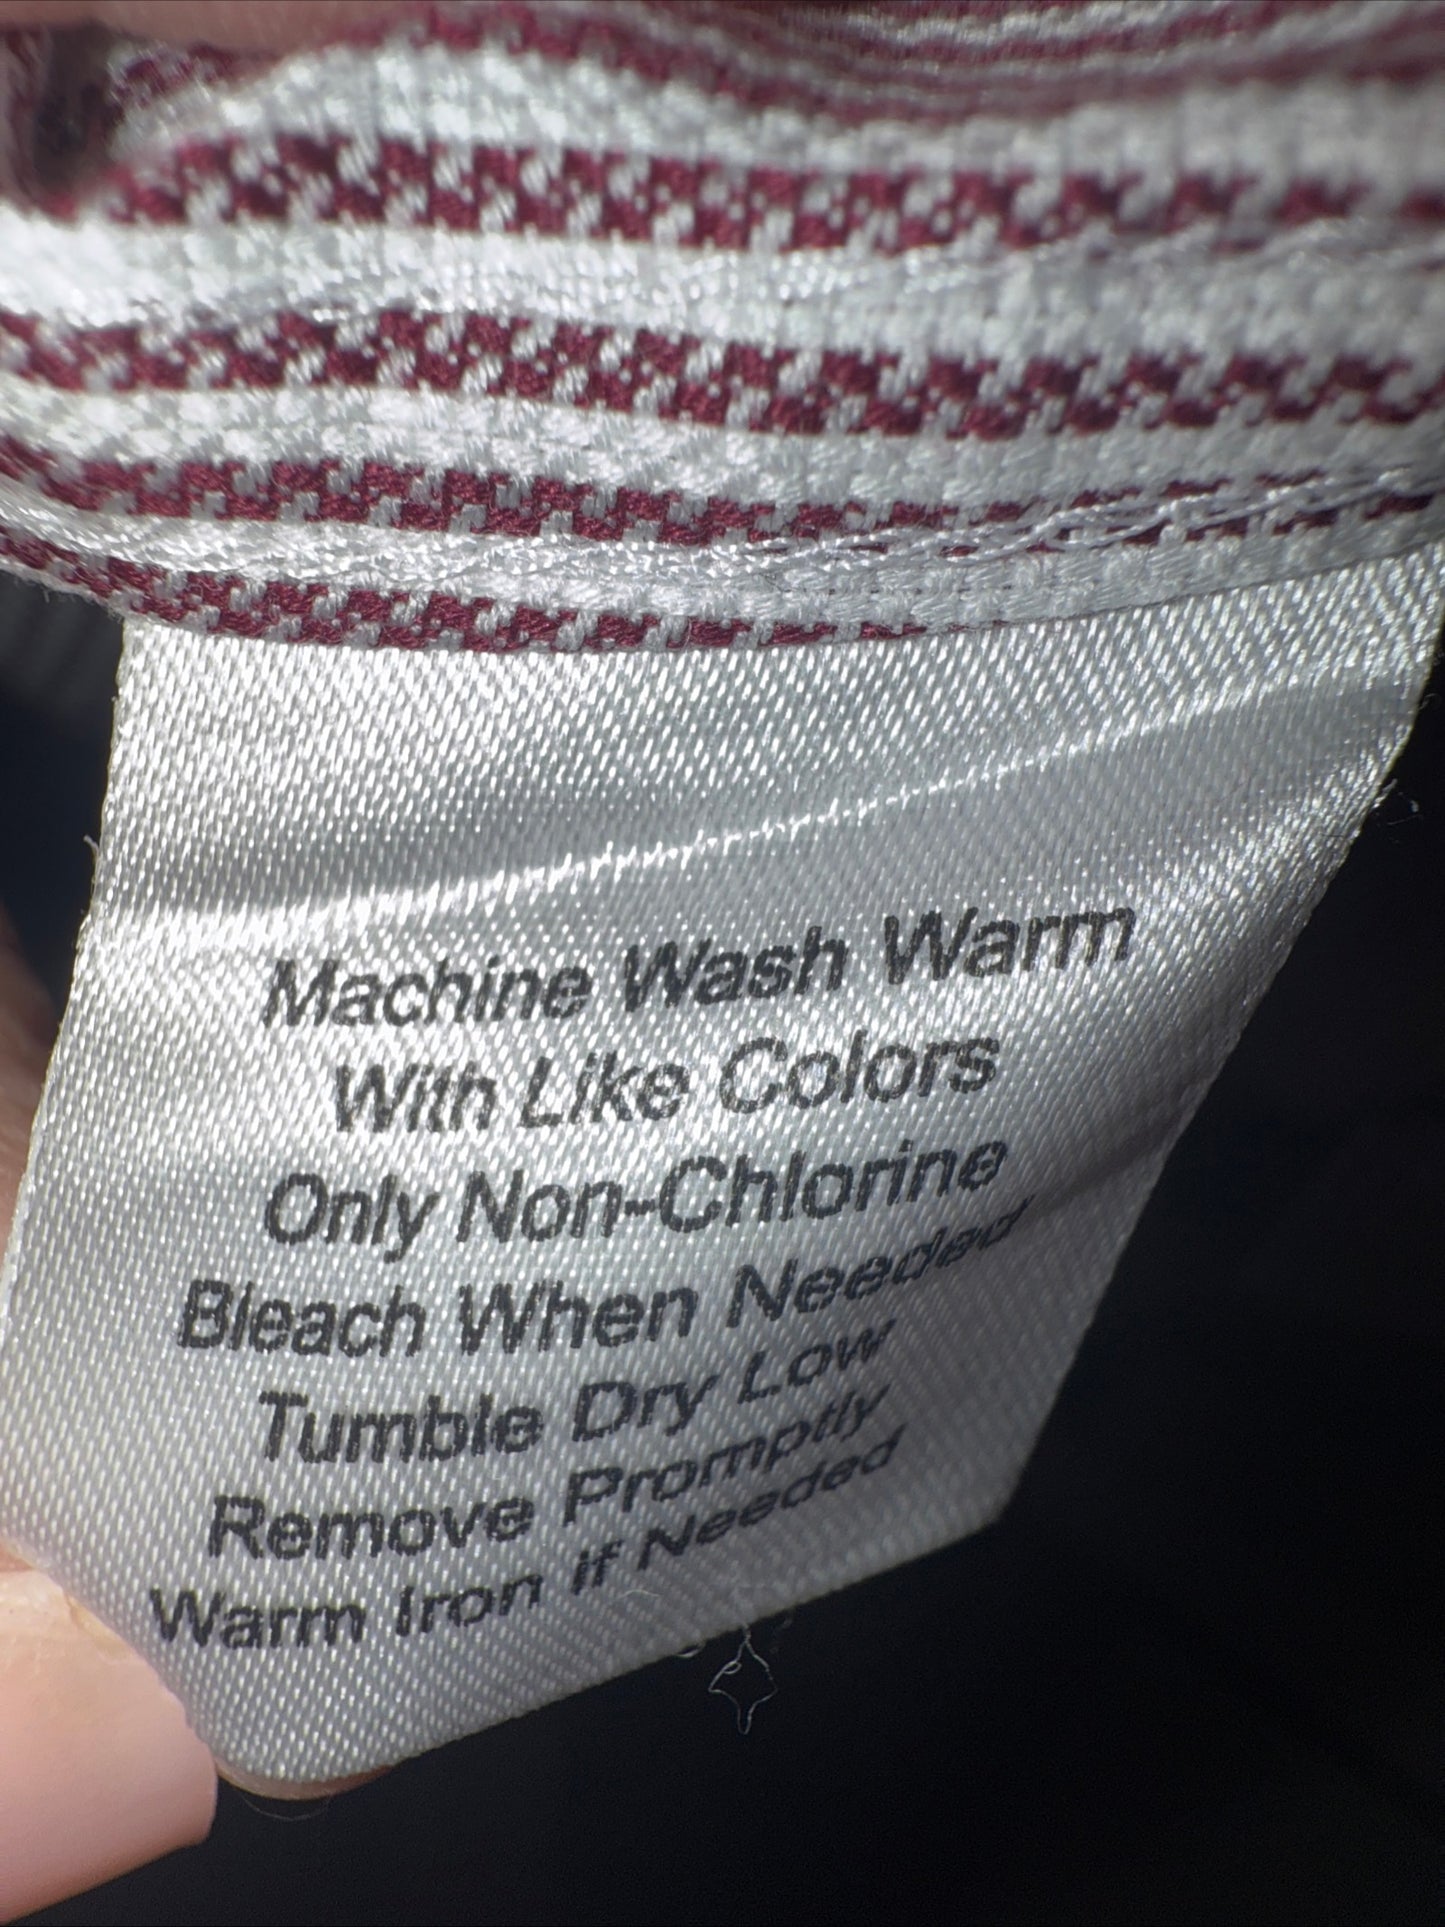 Machine Wash Warm
With Like Colors
Only Non-Chlorine
Bleach When Needed
Tumble Dry Low
Remove Promptly
Warm Iron if Needed